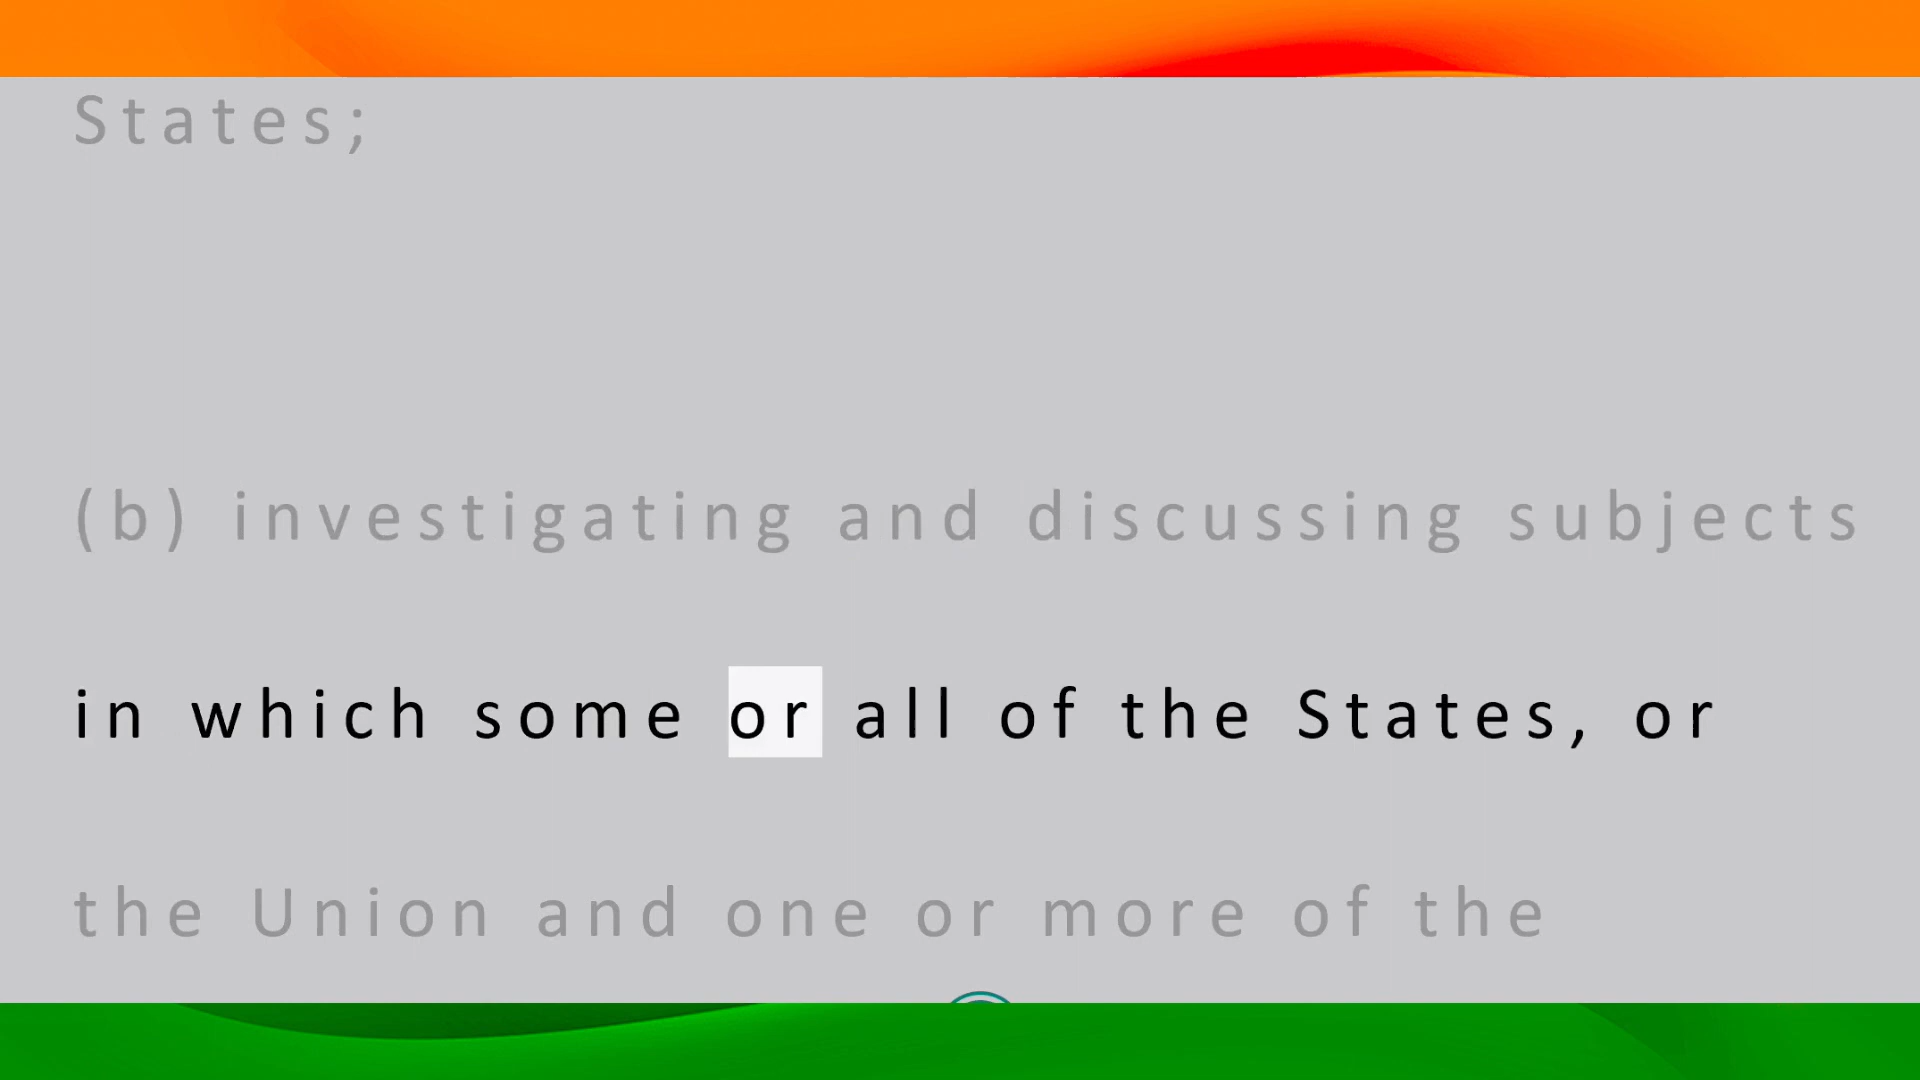 States;
(b) investigating and discussing subjects
in which some or all of the States, or
the Union and one or more of the